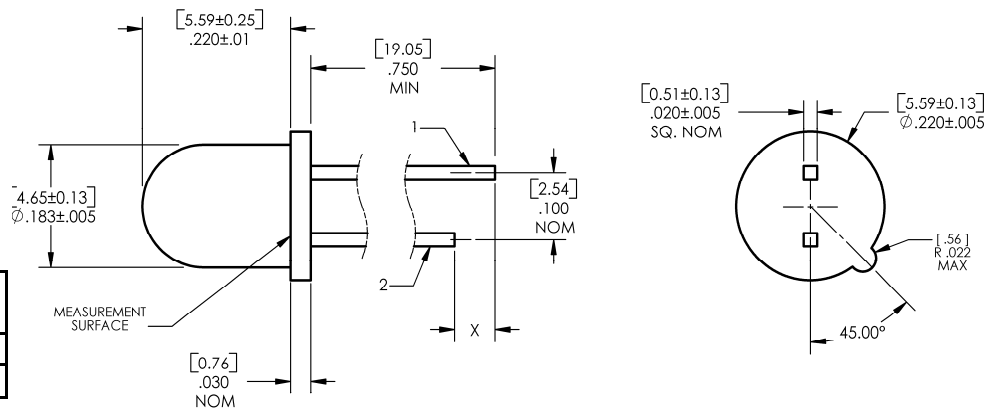 [5.59±0.25]
.220±.01
[19.05]
.750
MIN
1
[2.54]
.100
NOM
4.65±0.13]
Ø.183±.005
2
MEASUREMENT
SURFACE
X
[0.76]
.030
NOM
[0.51±0.13]
.020±.005
SQ. NOM
[5.59±0.13]
Ø.220±.005
[.56]
R .022
MAX
45.00°